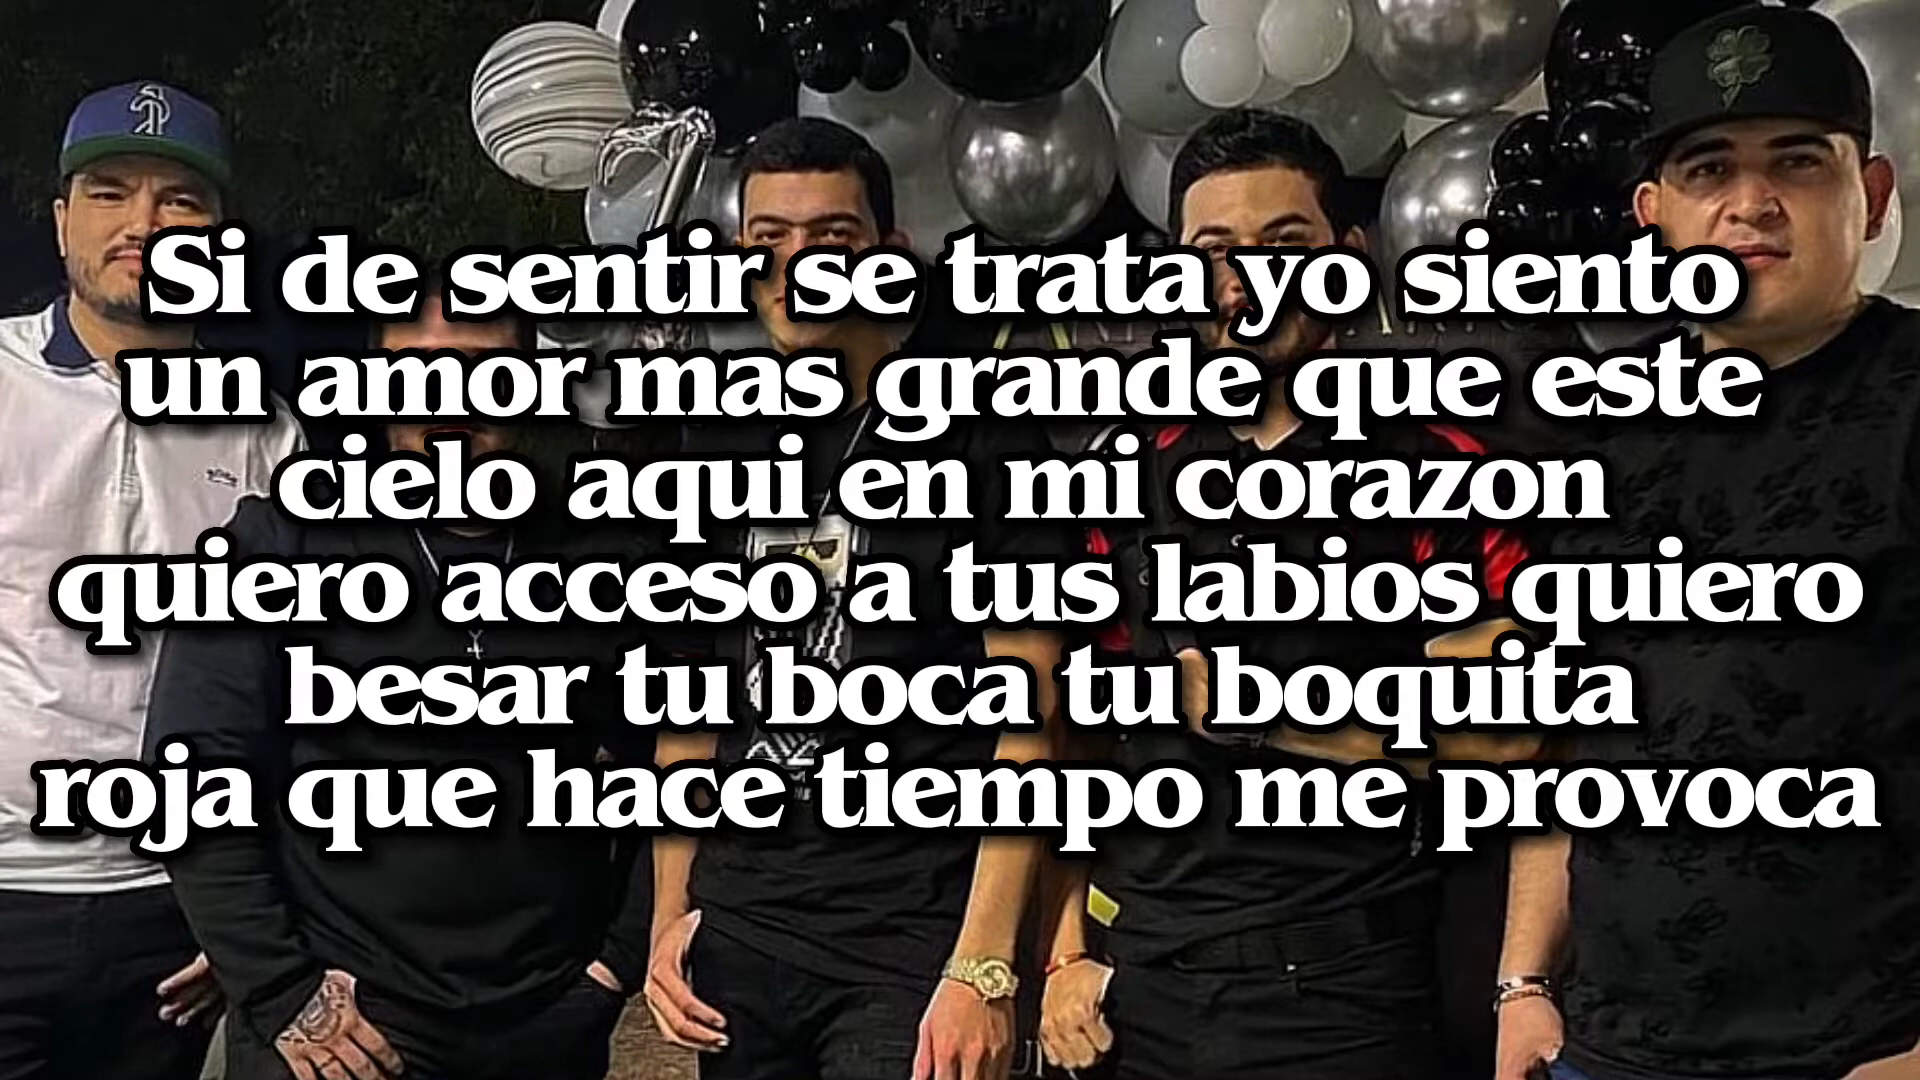 Si de sentir se trata yo siento
un amor mas grande que este
cielo aqui en mi corazon
quiero acceso a tus labios quiero
besar tu boca tu boquita
roja que hace tiempo me provoca